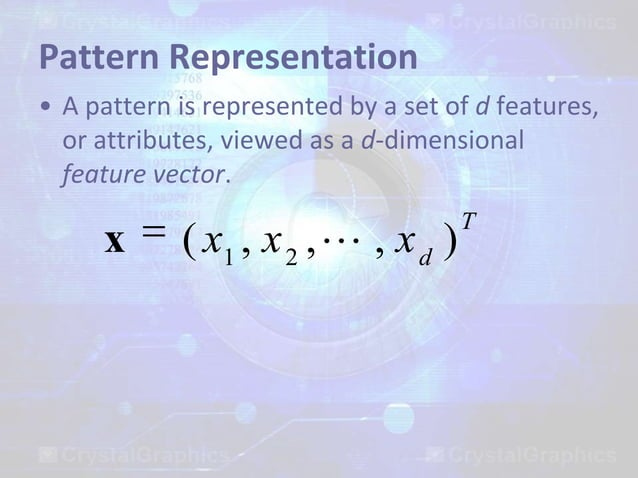 CrystalGraphics CrystalGraphics
Pattern Representation
• A pattern is represented by a set of d features,
or attributes, viewed as a d-dimensional
feature vector.
x = (x₁, x₂, ⋯, x_d)ᵀ
CrystalGraphics CrystalGraphics